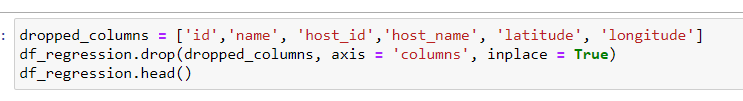 : dropped_columns = ['id','name', 'host_id','host_name', 'latitude', 'longitude']
df_regression.drop(dropped_columns, axis = 'columns', inplace = True)
df_regression.head()